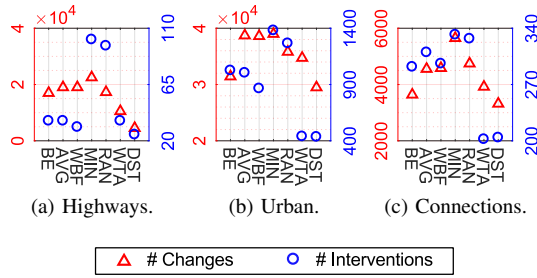 × 10⁴
4
2
0
110
65
20
BE
AVG
WBF
MIN
RAN
WTA
DST
(a) Highways.
× 10⁴
4
3
2
1400
900
400
BE
AVG
WBF
MIN
RAN
WTA
DST
(b) Urban.
6000
4000
2000
340
270
200
BE
AVG
WBF
MIN
RAN
WTA
DST
(c) Connections.
# Changes # Interventions